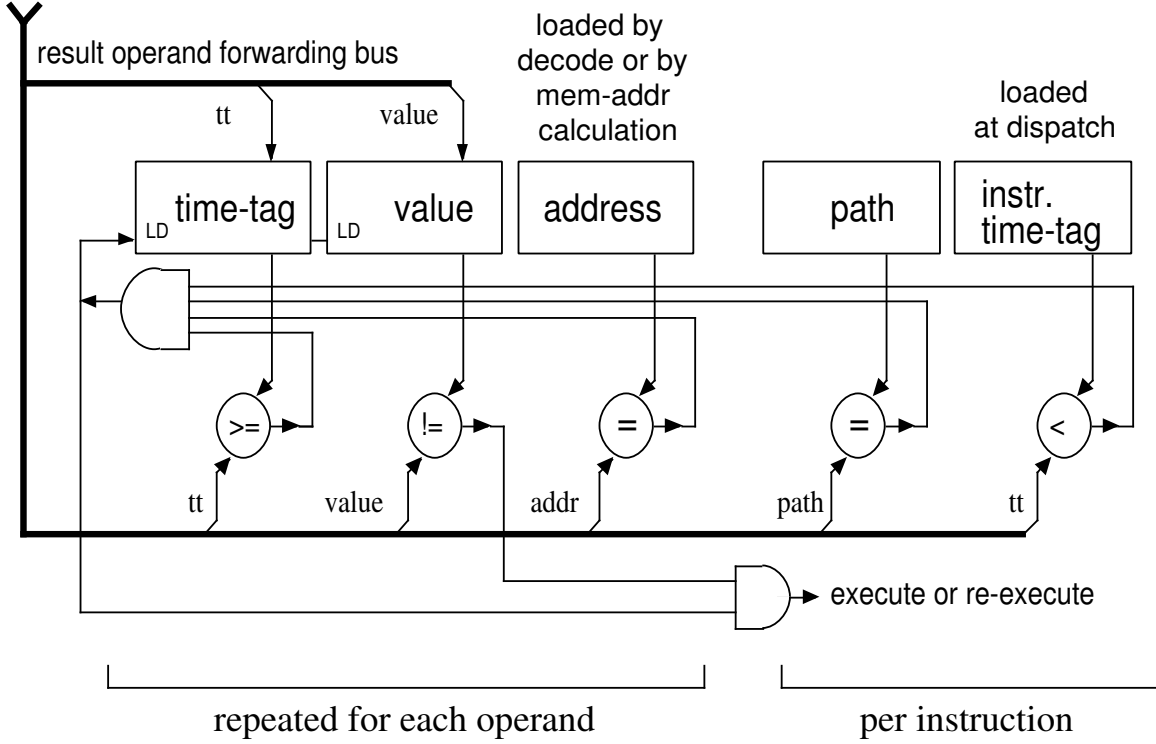 result operand forwarding bus
loaded by
decode or by
mem-addr
calculation
loaded
at dispatch
tt
value
time-tag
LD
value
LD
address
path
instr.
time-tag
>=
!=
=
=
<
tt
value
addr
path
tt
execute or re-execute
repeated for each operand
per instruction